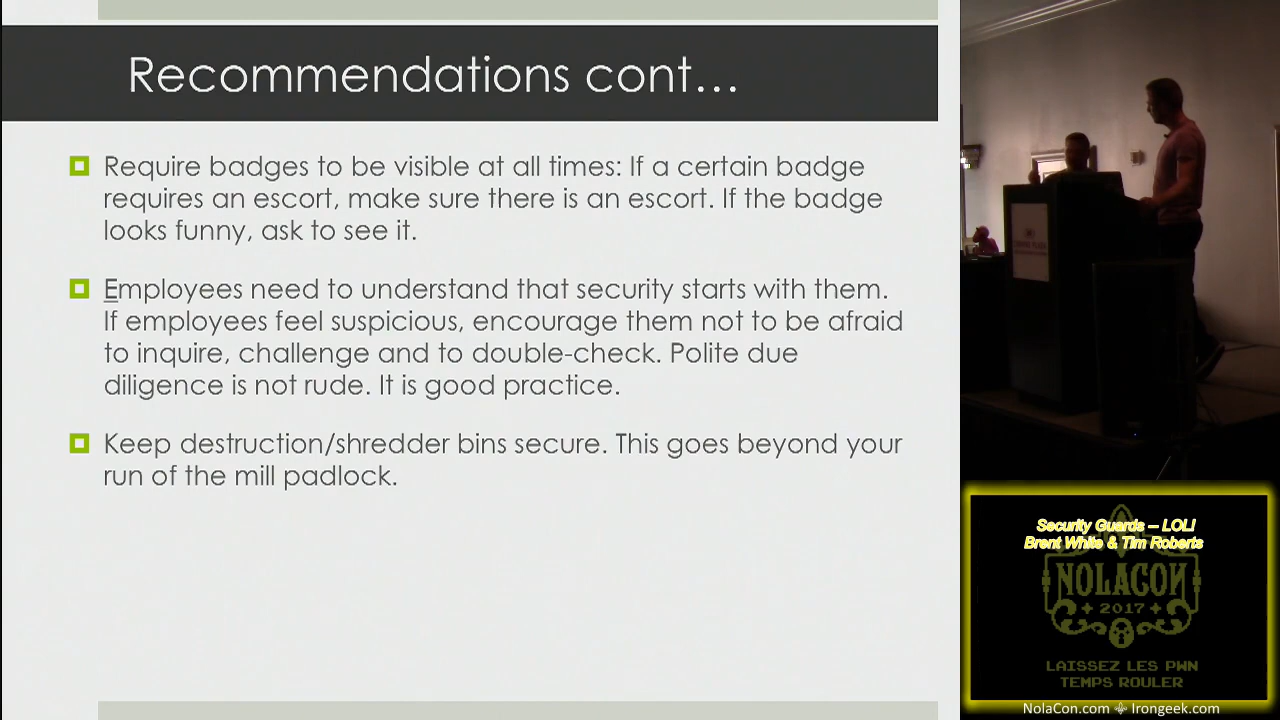 Recommendations cont...
Require badges to be visible at all times: If a certain badge
requires an escort, make sure there is an escort. If the badge
looks funny, ask to see it.
Employees need to understand that security starts with them.
If employees feel suspicious, encourage them not to be afraid
to inquire, challenge and to double-check. Polite due
diligence is not rude. It is good practice.
Keep destruction/shredder bins secure. This goes beyond your
run of the mill padlock.
Security Guards -- LOL!
Brent White & Tim Roberts
NOLACON
2017
LAISSEZ LES PWN
TEMPS ROULER
NolaCon.com Irongeek.com